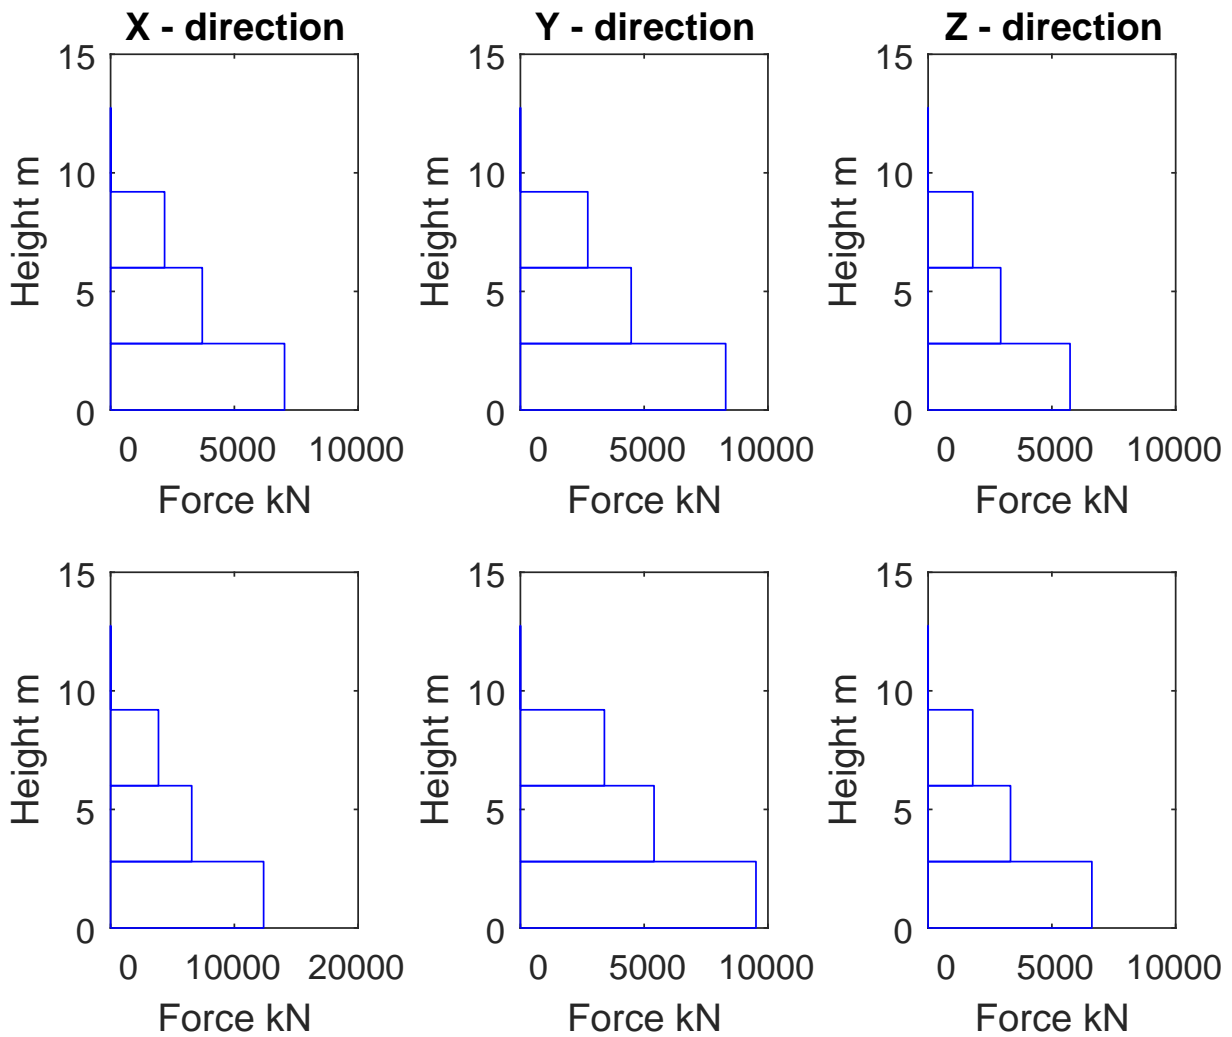 X - direction
Y - direction
Z - direction
15
10
5
0
Height m
0 5000 10000
Force kN
15
10
5
0
Height m
0 5000 10000
Force kN
15
10
5
0
Height m
0 5000 10000
Force kN
15
10
5
0
Height m
0 10000 20000
Force kN
15
10
5
0
Height m
0 5000 10000
Force kN
15
10
5
0
Height m
0 5000 10000
Force kN